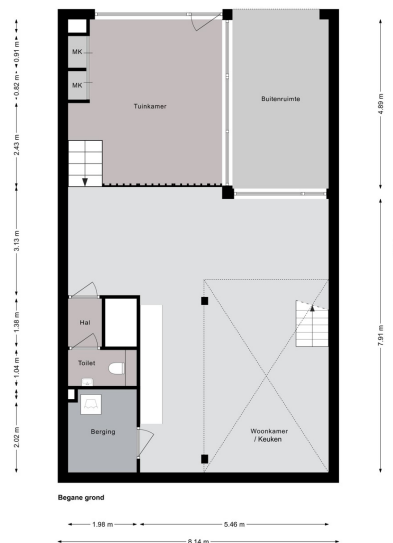 MK
MK
Tuinkamer
Buitenruimte
Hal
Toilet
Berging
Woonkamer
/ Keuken
Begane grond
0.91 m
0.82 m
2.43 m
3.13 m
1.38 m
1.04 m
2.02 m
4.89 m
7.91 m
1.98 m
5.46 m
8.14 m